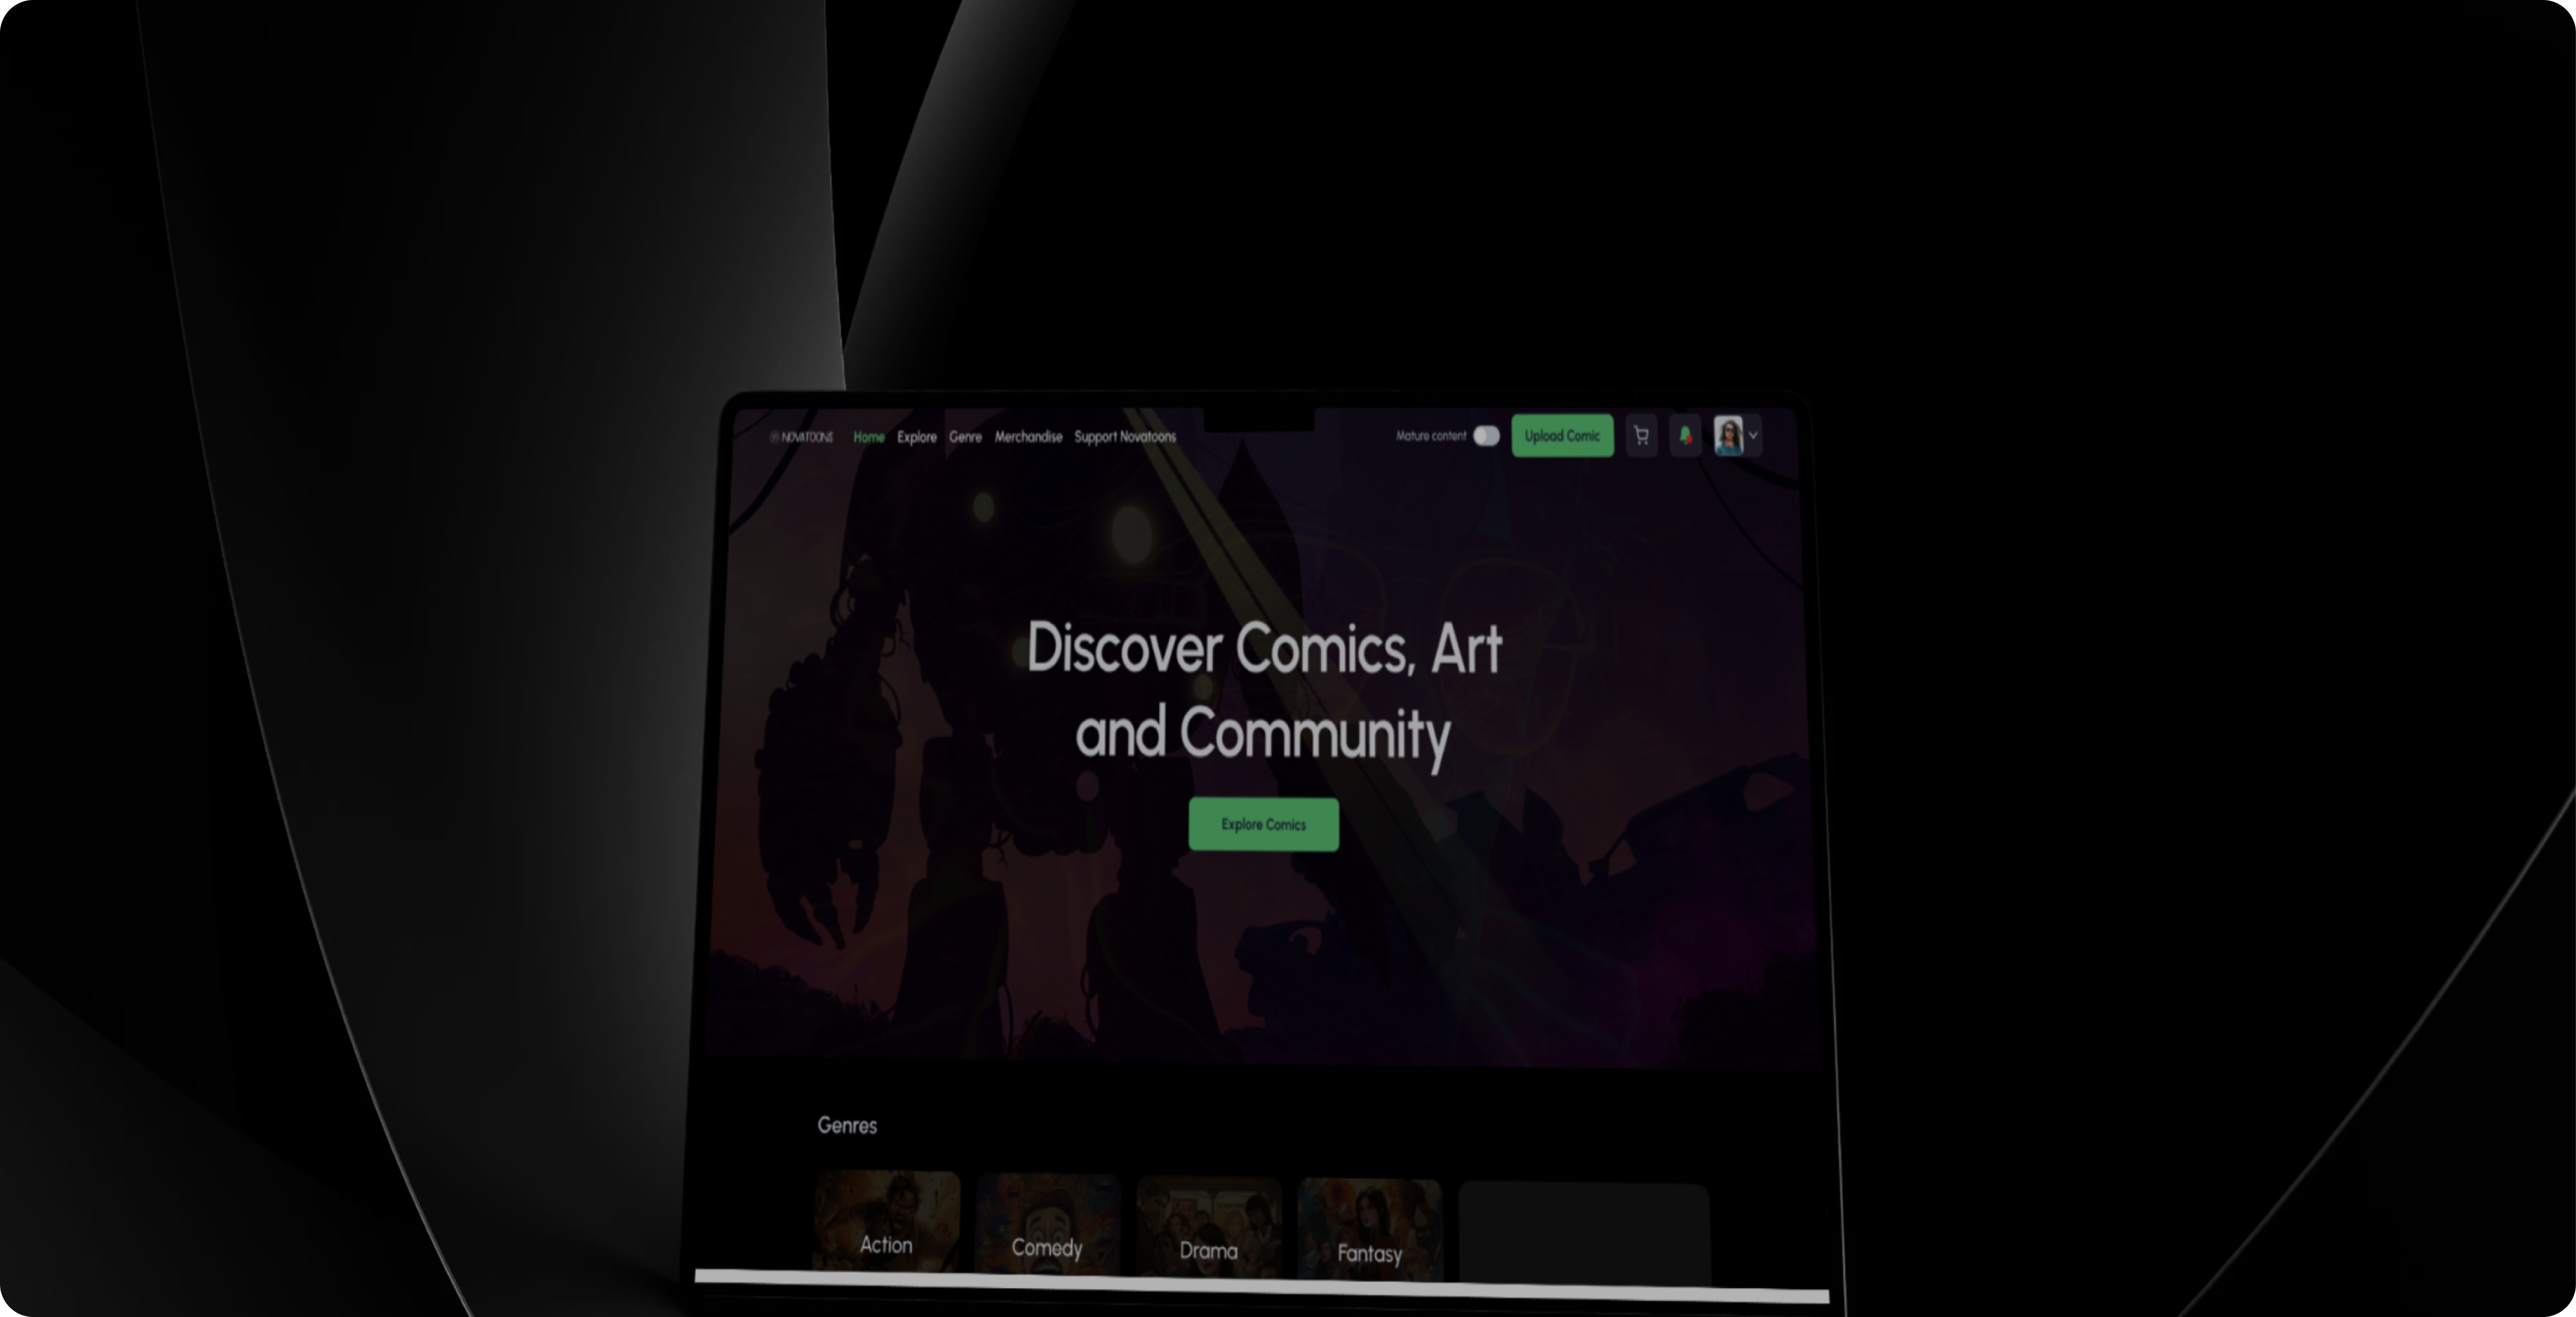 NOVATOONS Home Explore Genre Merchandise Support Novatoons Mature content Upload Comic
Discover Comics, Art
and Community
Explore Comics
Genres
Action Comedy Drama Fantasy